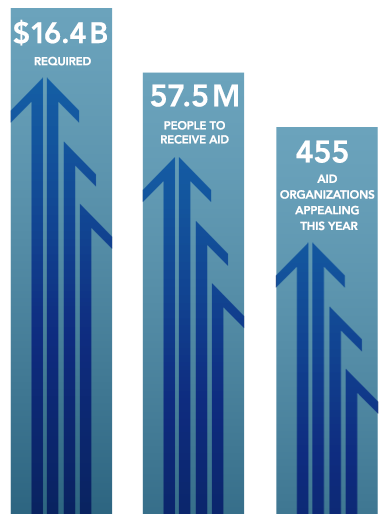 $16.4 B
REQUIRED
57.5 M
PEOPLE TO
RECEIVE AID
455
AID
ORGANIZATIONS
APPEALING
THIS YEAR